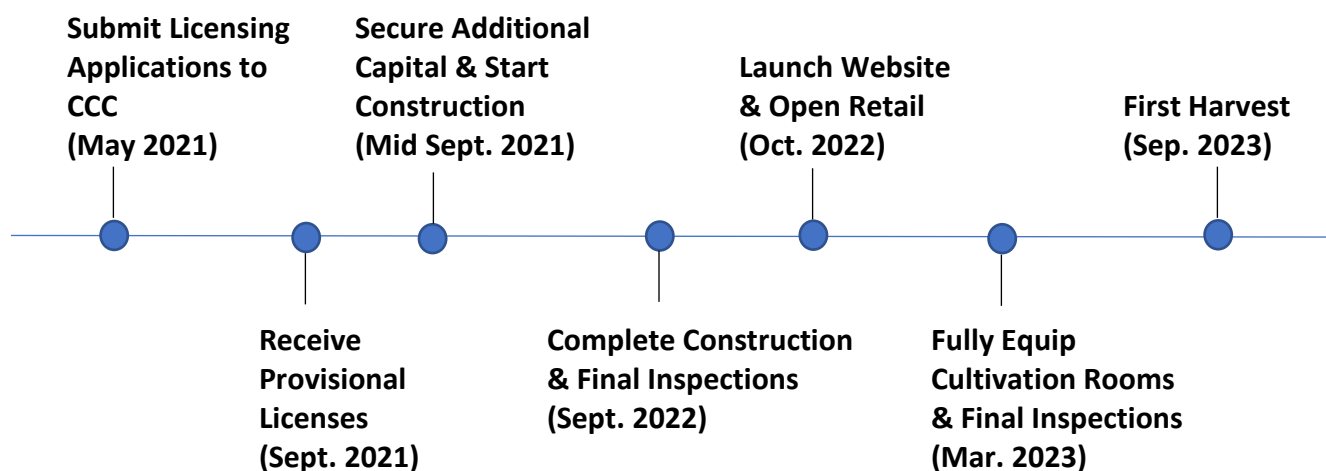 Submit Licensing
Applications to
CCC
(May 2021)
Secure Additional
Capital & Start
Construction
(Mid Sept. 2021)
Launch Website
& Open Retail
(Oct. 2022)
First Harvest
(Sep. 2023)
Receive
Provisional
Licenses
(Sept. 2021)
Complete Construction
& Final Inspections
(Sept. 2022)
Fully Equip
Cultivation Rooms
& Final Inspections
(Mar. 2023)